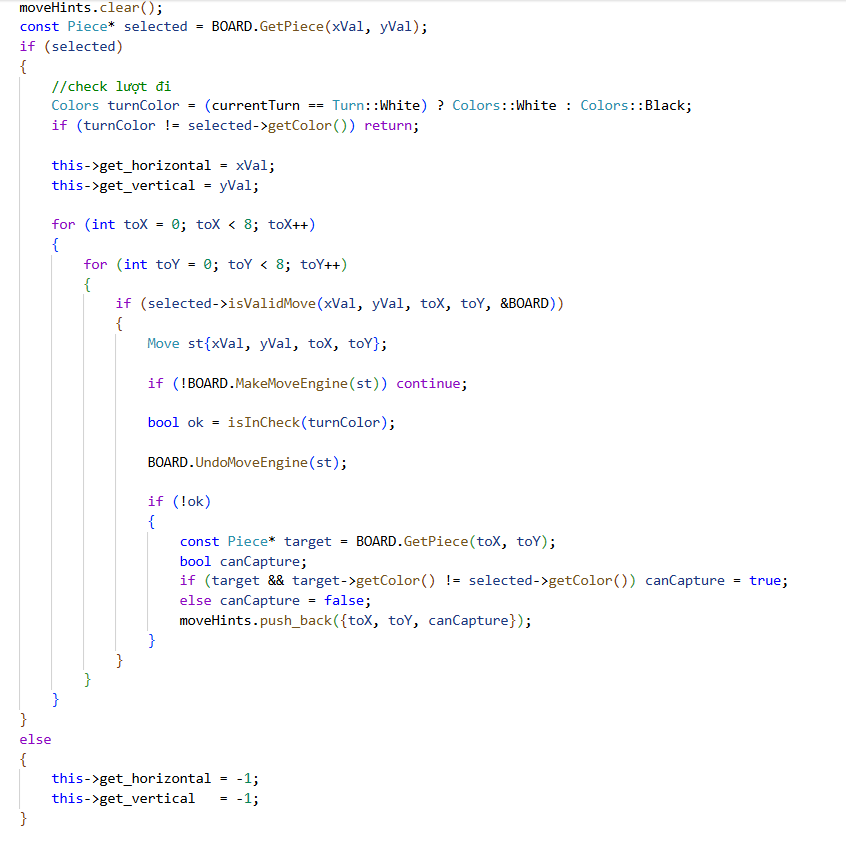 moveHints.clear();
const Piece* selected = BOARD.GetPiece(xVal, yVal);
if (selected)
{
    //check lượt đi
    Colors turnColor = (currentTurn == Turn::White) ? Colors::White : Colors::Black;
    if (turnColor != selected->getColor()) return;

    this->get_horizontal = xVal;
    this->get_vertical = yVal;

    for (int toX = 0; toX < 8; toX++)
    {
        for (int toY = 0; toY < 8; toY++)
        {
            if (selected->isValidMove(xVal, yVal, toX, toY, &BOARD))
            {
                Move st{xVal, yVal, toX, toY};

                if (!BOARD.MakeMoveEngine(st)) continue;

                bool ok = isInCheck(turnColor);

                BOARD.UndoMoveEngine(st);

                if (!ok)
                {
                    const Piece* target = BOARD.GetPiece(toX, toY);
                    bool canCapture;
                    if (target && target->getColor() != selected->getColor()) canCapture = true;
                    else canCapture = false;
                    moveHints.push_back({toX, toY, canCapture});
                }
            }
        }
    }
}
else
{
    this->get_horizontal = -1;
    this->get_vertical   = -1;
}